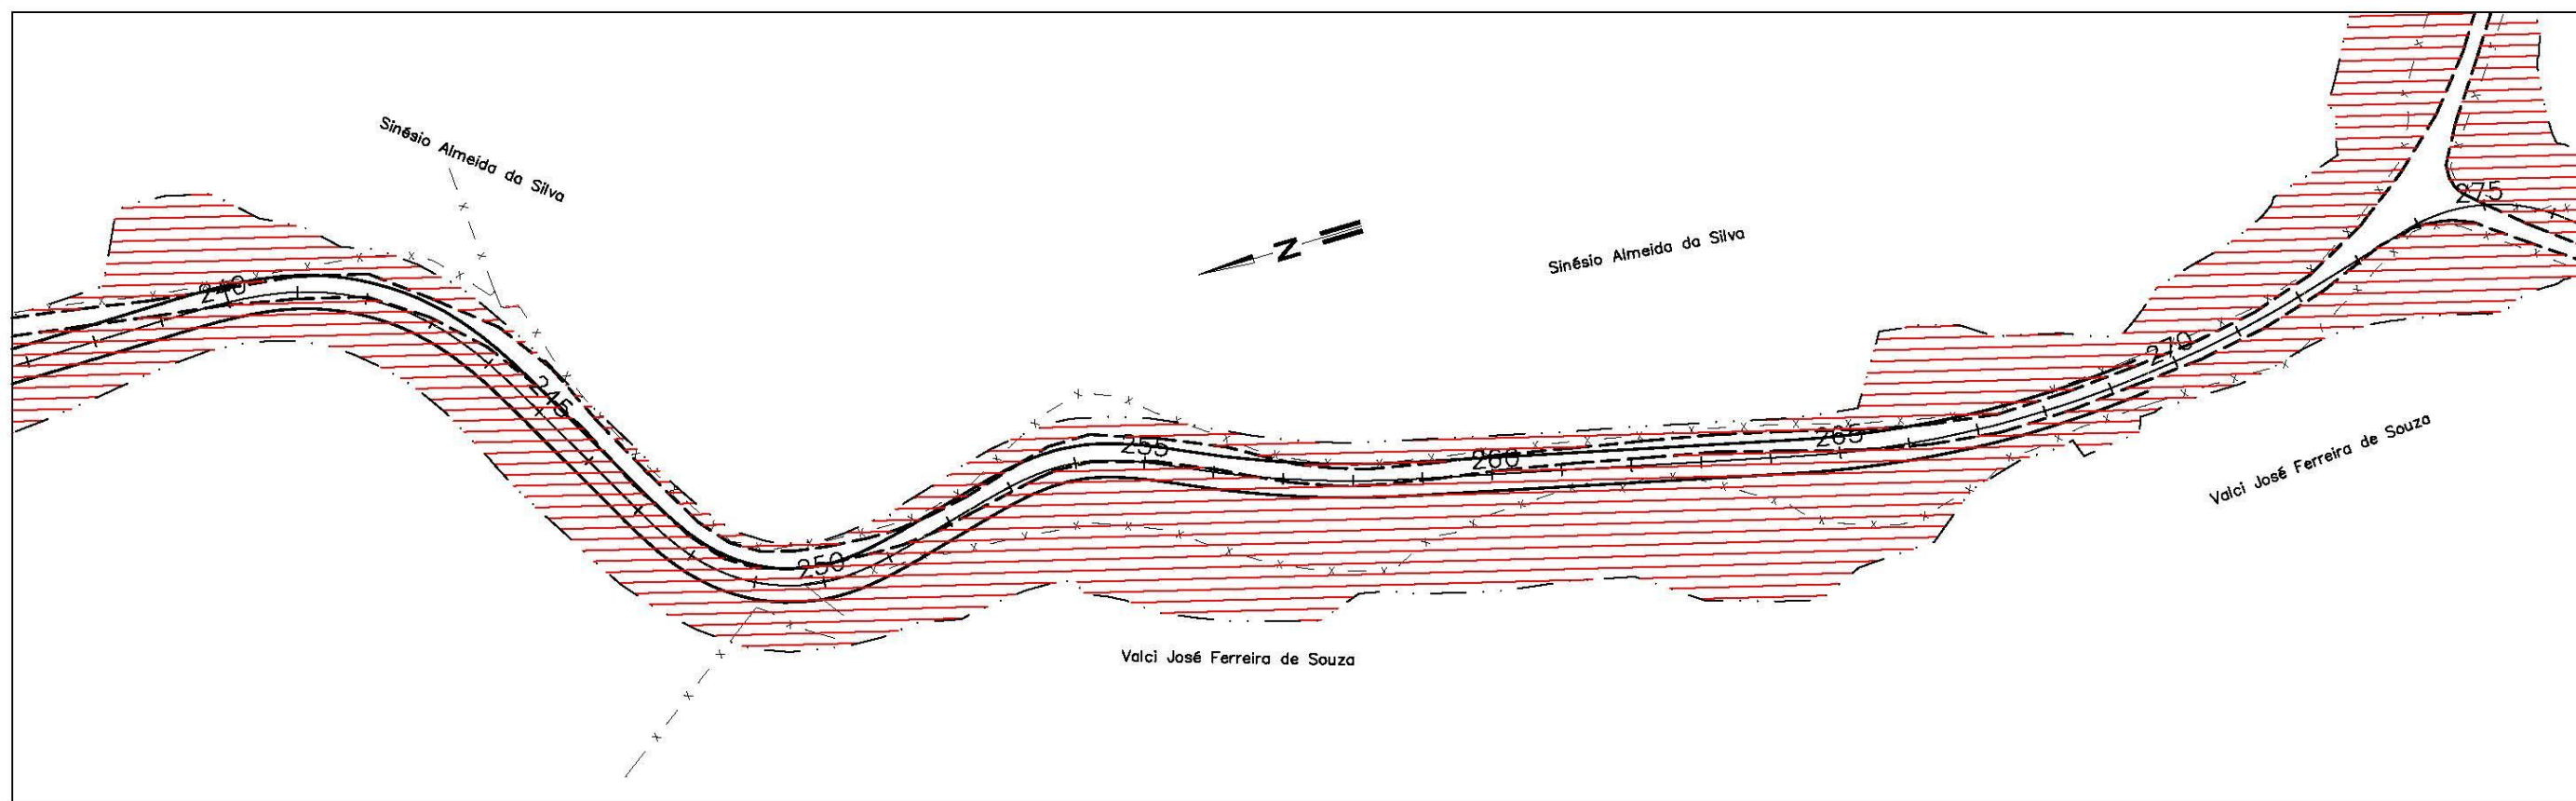 Sinésio Almeida da Silva
275
N
Sinésio Almeida da Silva
240
270
245
265
255
260
Valci José Ferreira de Souza
250
Valci José Ferreira de Souza